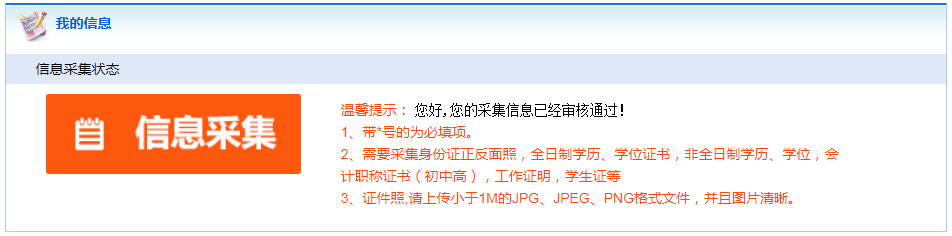 我的信息
信息采集状态
信息采集
温馨提示： 您好,您的采集信息已经审核通过！
1、带*号的为必填项。
2、需要采集身份证正反面照，全日制学历、学位证书，非全日制学历、学位，会
计职称证书（初中高），工作证明，学生证等
3、证件照,请上传小于1M的JPG、JPEG、PNG格式文件，并且图片清晰。